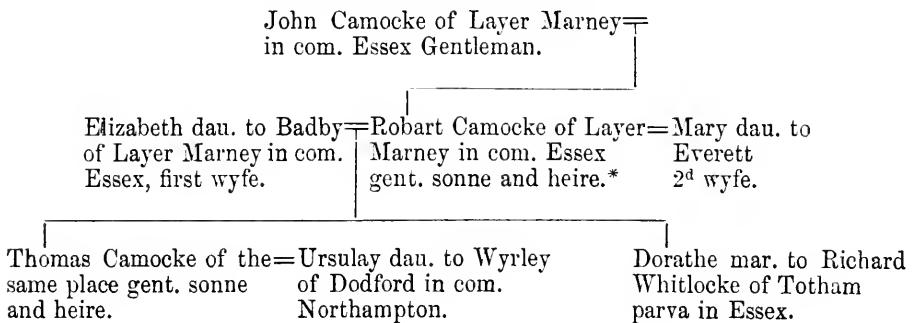 John Camocke of Layer Marney=
in com. Essex Gentleman.
Elizabeth dau. to Badby=Robart Camocke of Layer=Mary dau. to
of Layer Marney in com. Marney in com. Essex Everett
Essex, first wyfe. gent. sonne and heire.* 2d wyfe.
Thomas Camocke of the=Ursulay dau. to Wyrley Dorathe mar. to Richard
same place gent. sonne of Dodford in com. Whitlocke of Totham
and heire. Northampton. parva in Essex.